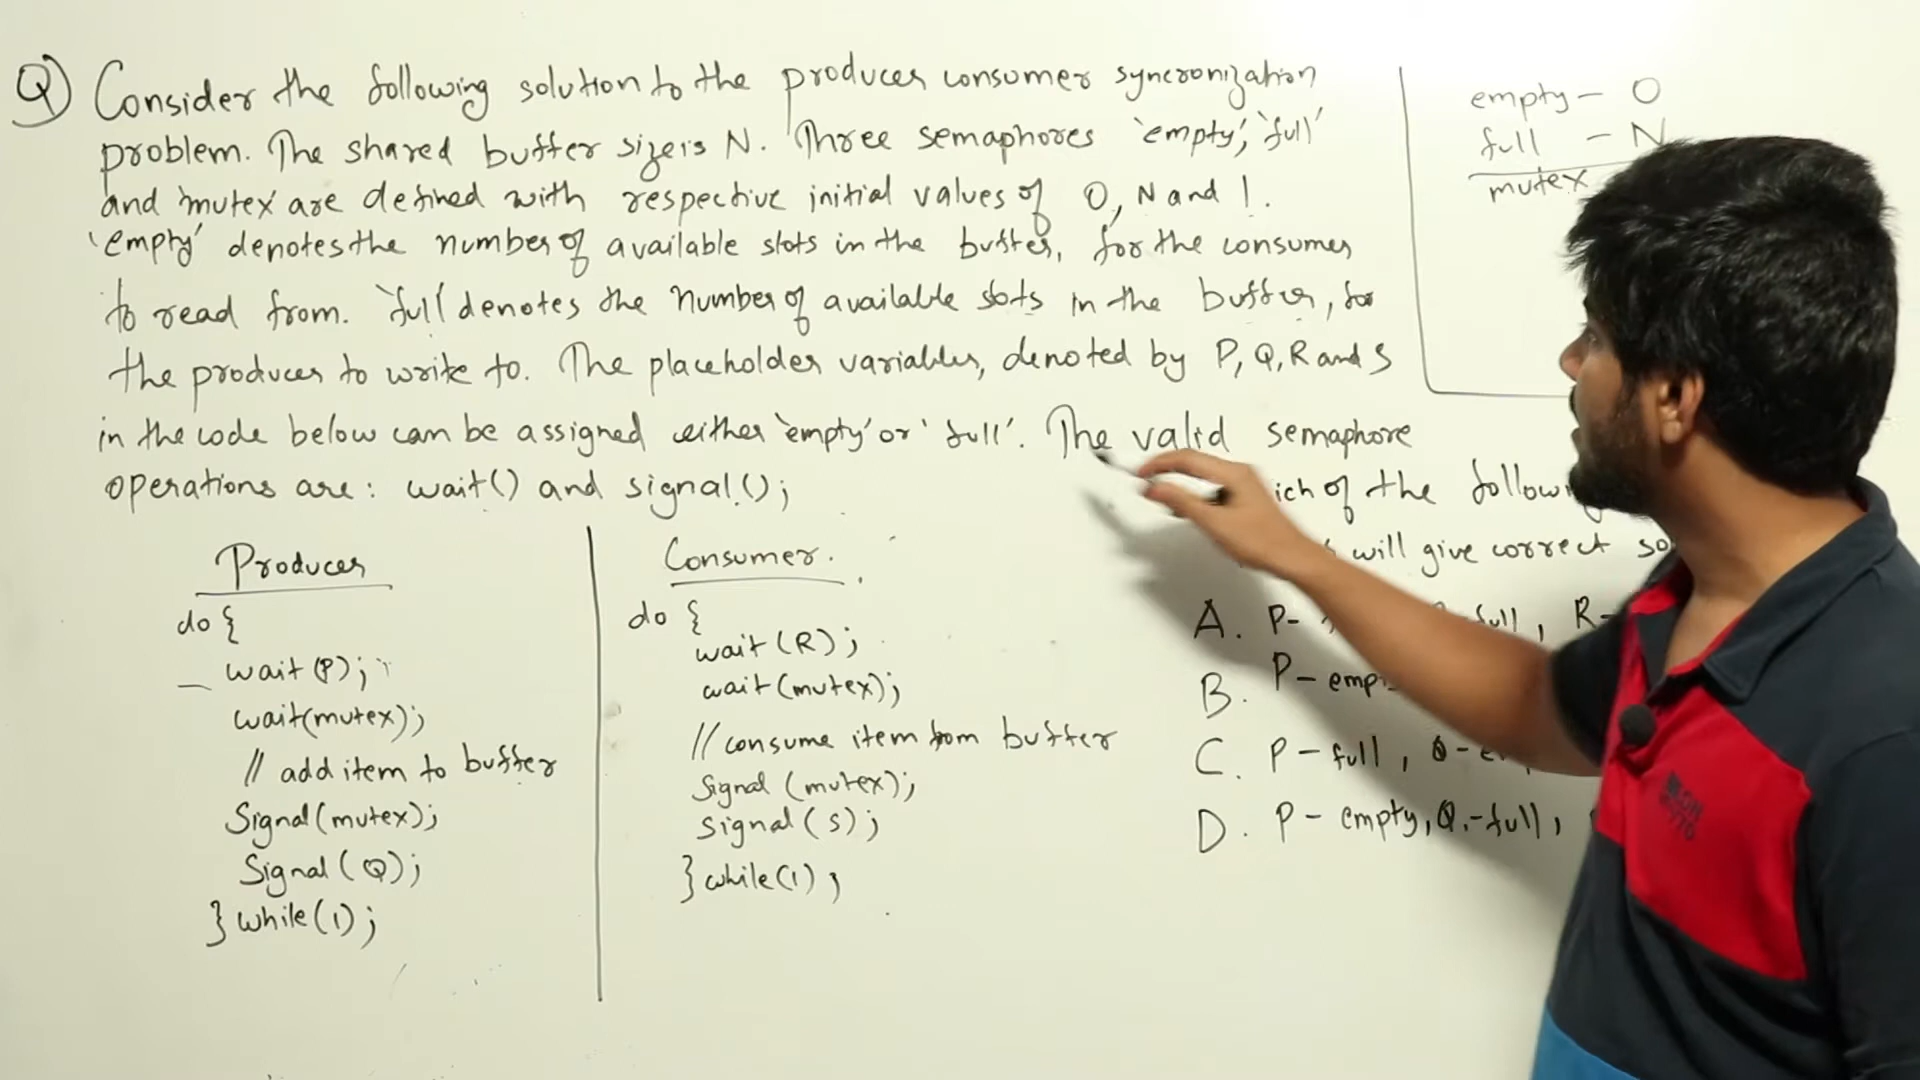 Q) Consider the following solution to the producer consumer syncronization
problem. The shared buffer size is N. Three semaphores 'empty', 'full'
and 'mutex' are defined with respective initial values of 0, N and 1.
'empty' denotes the number of available slots in the buffer, for the consumer
to read from. 'full' denotes the number of available slots in the buffer, for
the producer to write to. The placeholder variables, denoted by P, Q, R and S
in the code below can be assigned either 'empty' or 'full'. The valid semaphore
operations are: wait() and signal();
of the
will give correct
Producer
do {
wait (P);
wait(mutex);
// add item to buffer
Signal(mutex);
Signal (Q);
} while(1);
Consumer.
do {
wait (R);
wait(mutex);
// consume item from buffer
Signal (mutex);
Signal (S);
} while(1);
A. P- full, R-
B. P-
C. P- full, Q-
D. P- empty, Q.-full,
empty - 0
full - N
mutex